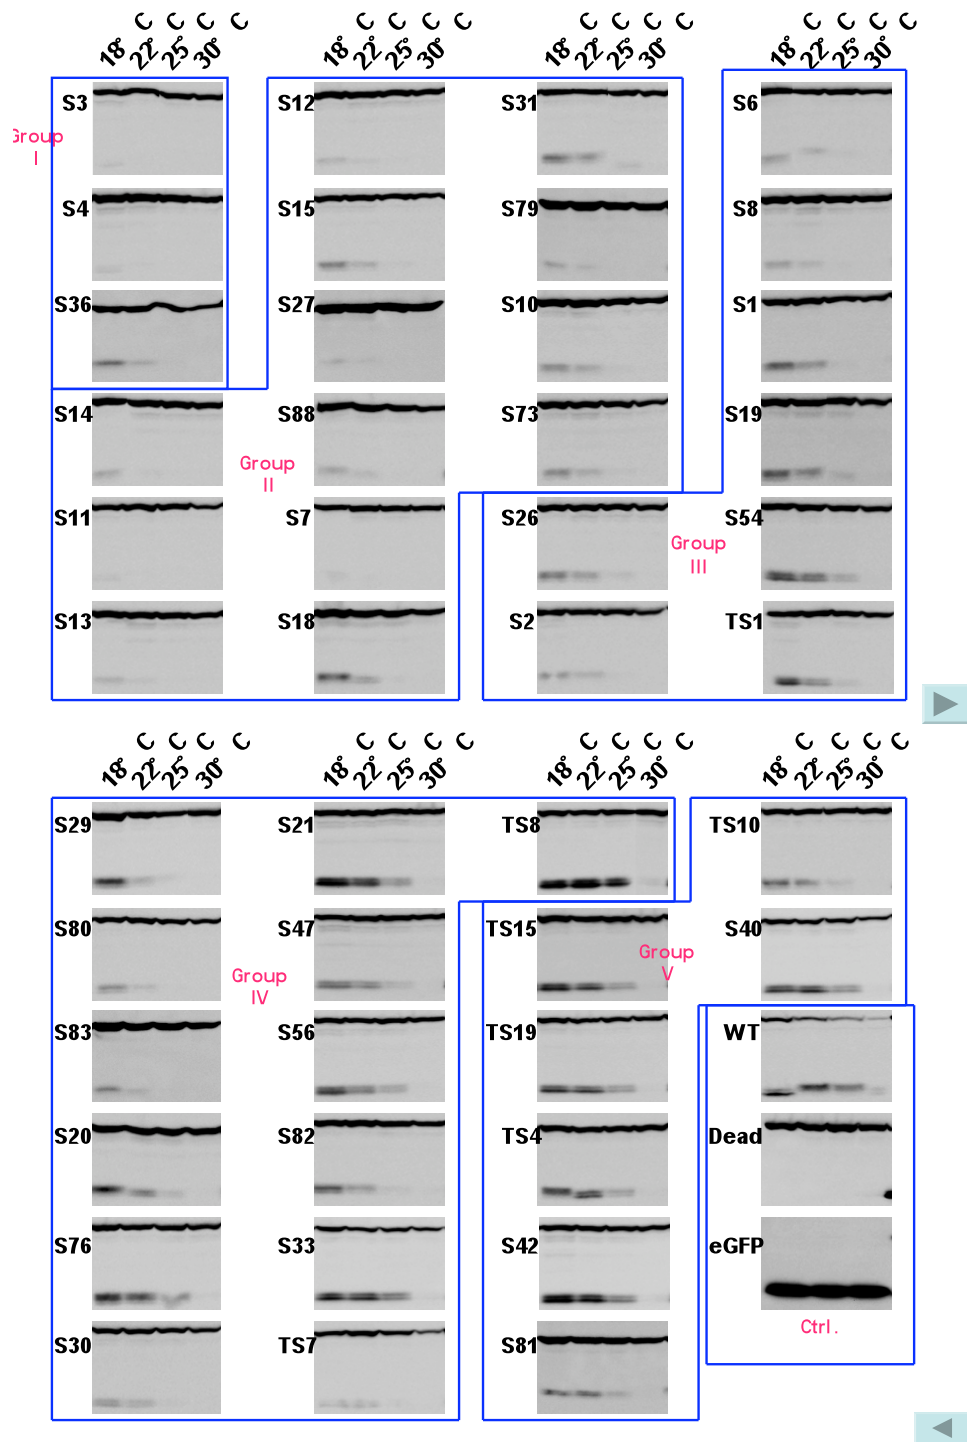 18° C 22° C 25° C 30° C
18° C 22° C 25° C 30° C
18° C 22° C 25° C 30° C
18° C 22° C 25° C 30° C
S3
S12
S31
S6
Group
I
S4
S15
S79
S8
S36
S27
S10
S1
S14
S88
S73
S19
Group
II
S11
S7
S26
S54
Group
III
S13
S18
S2
TS1
18° C 22° C 25° C 30° C
18° C 22° C 25° C 30° C
18° C 22° C 25° C 30° C
18° C 22° C 25° C 30° C
S29
S21
TS8
TS10
S80
S47
TS15
S40
Group
IV
Group
V
S83
S56
TS19
WT
S20
S82
TS4
Dead
S76
S33
S42
eGFP
Ctrl.
S30
TS7
S81